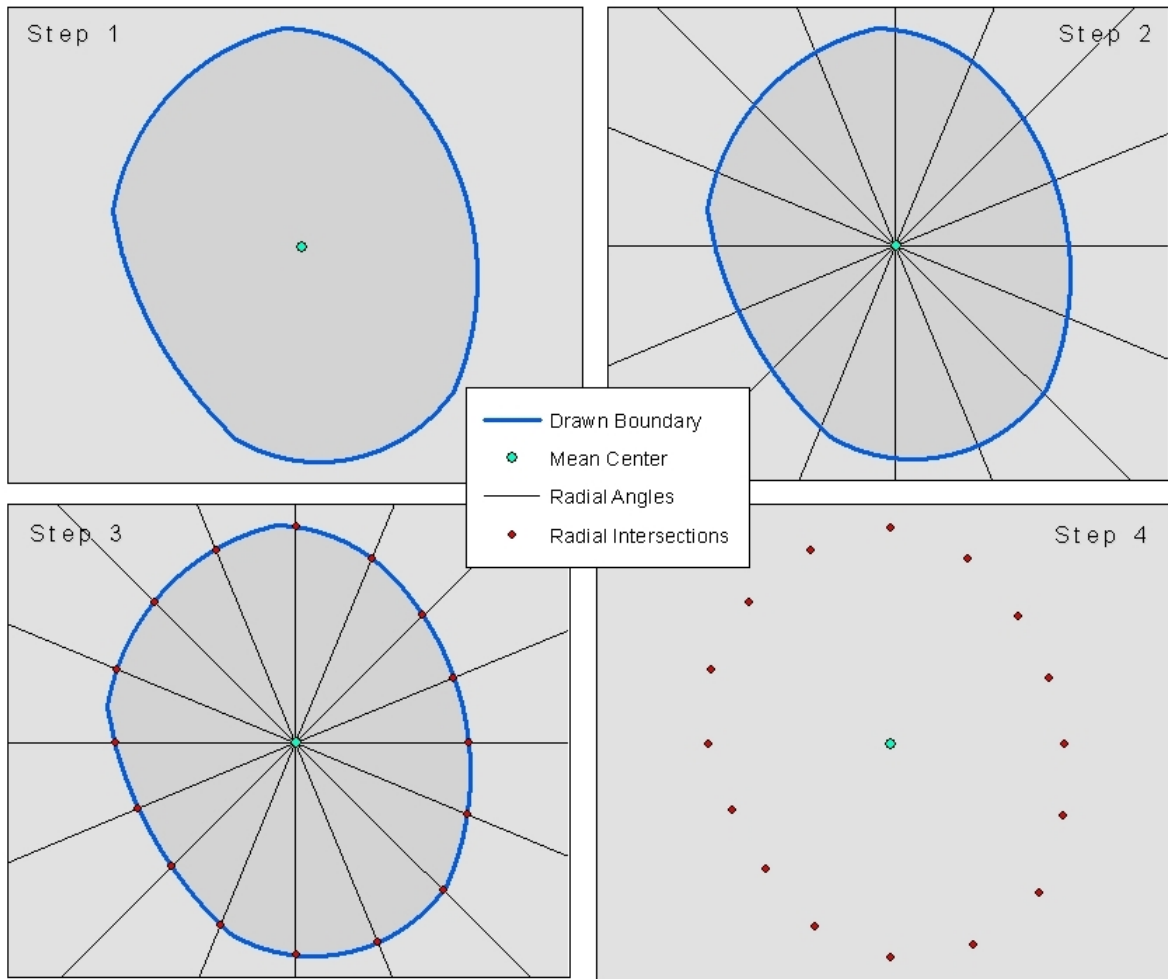 Step 1
Step 2
Drawn Boundary
Mean Center
Radial Angles
Radial Intersections
Step 3
Step 4